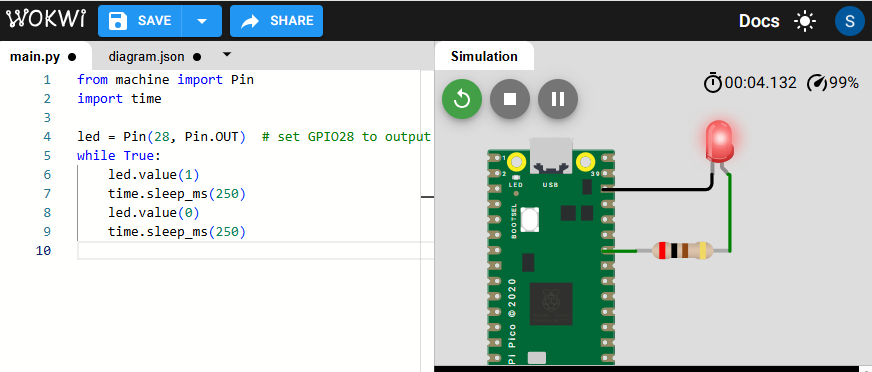 WOKWi
SAVE
SHARE
Docs
S
main.py
diagram.json
Simulation
1 from machine import Pin
2 import time
3
4 led = Pin(28, Pin.OUT)  # set GPIO28 to output
5 while True:
6     led.value(1)
7     time.sleep_ms(250)
8     led.value(0)
9     time.sleep_ms(250)
10
00:04.132
99%
1
2
39
LED
USB
BOOTSEL
Pi Pico ©2020